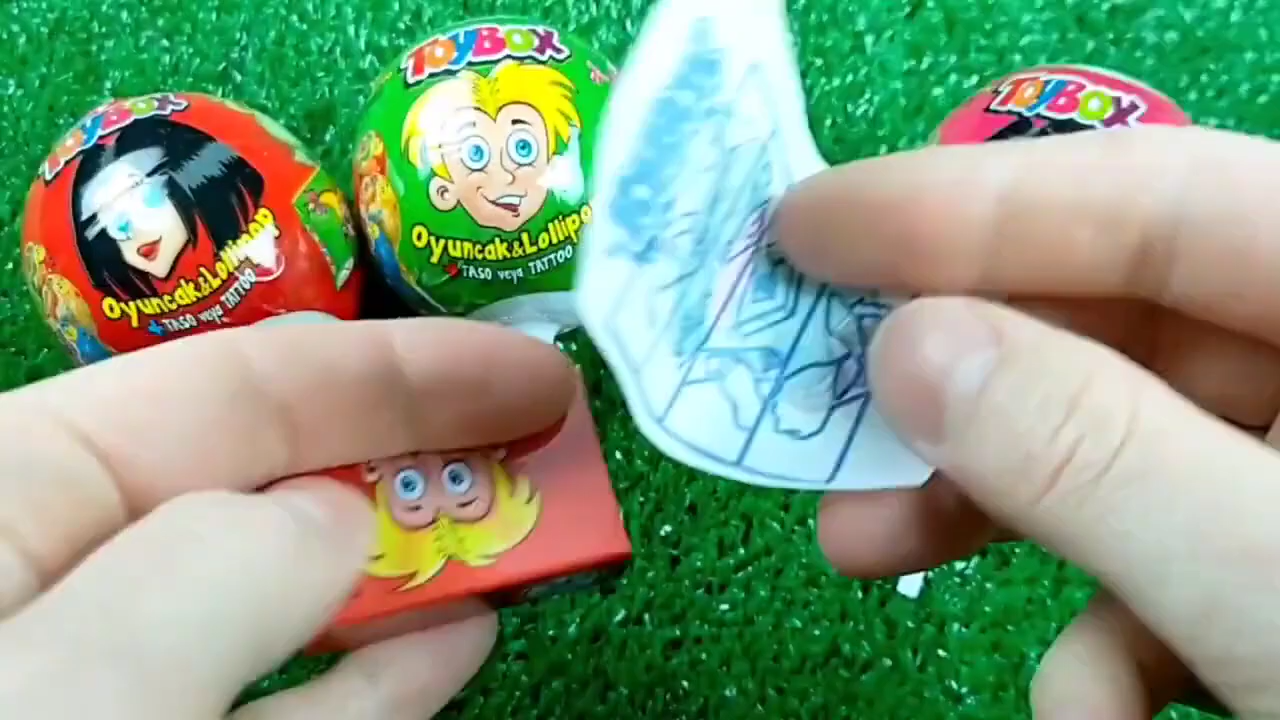 TOYBOX
Oyuncak&Lollipop
+ TASO veya TATTOO
TOYBOX
Oyuncak&Lollipo
+ TASO veya TATTOO
TOYBOX